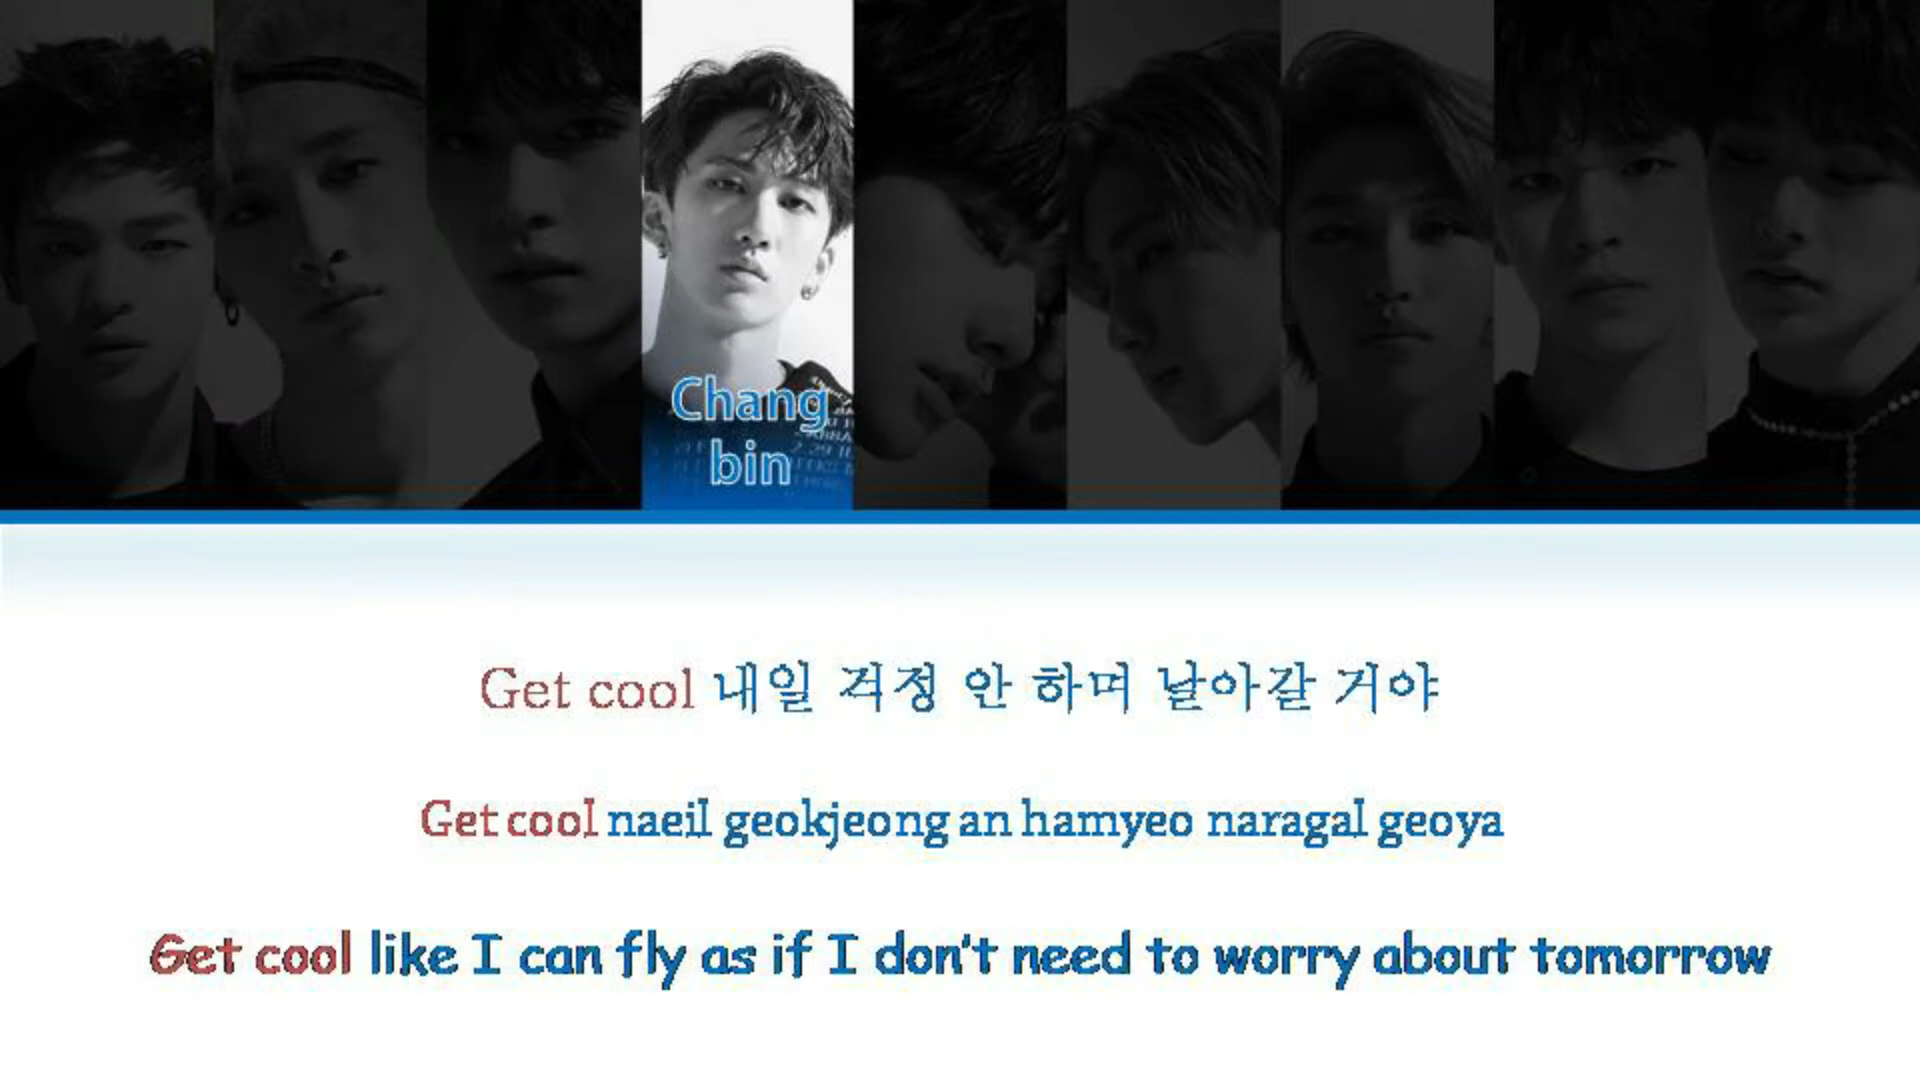 Chang
bin
Get cool 내일 걱정 안 하며 날아갈 거야
Get cool naeil geokjeong an hamyeo naragal geoya
Get cool like I can fly as if I don't need to worry about tomorrow